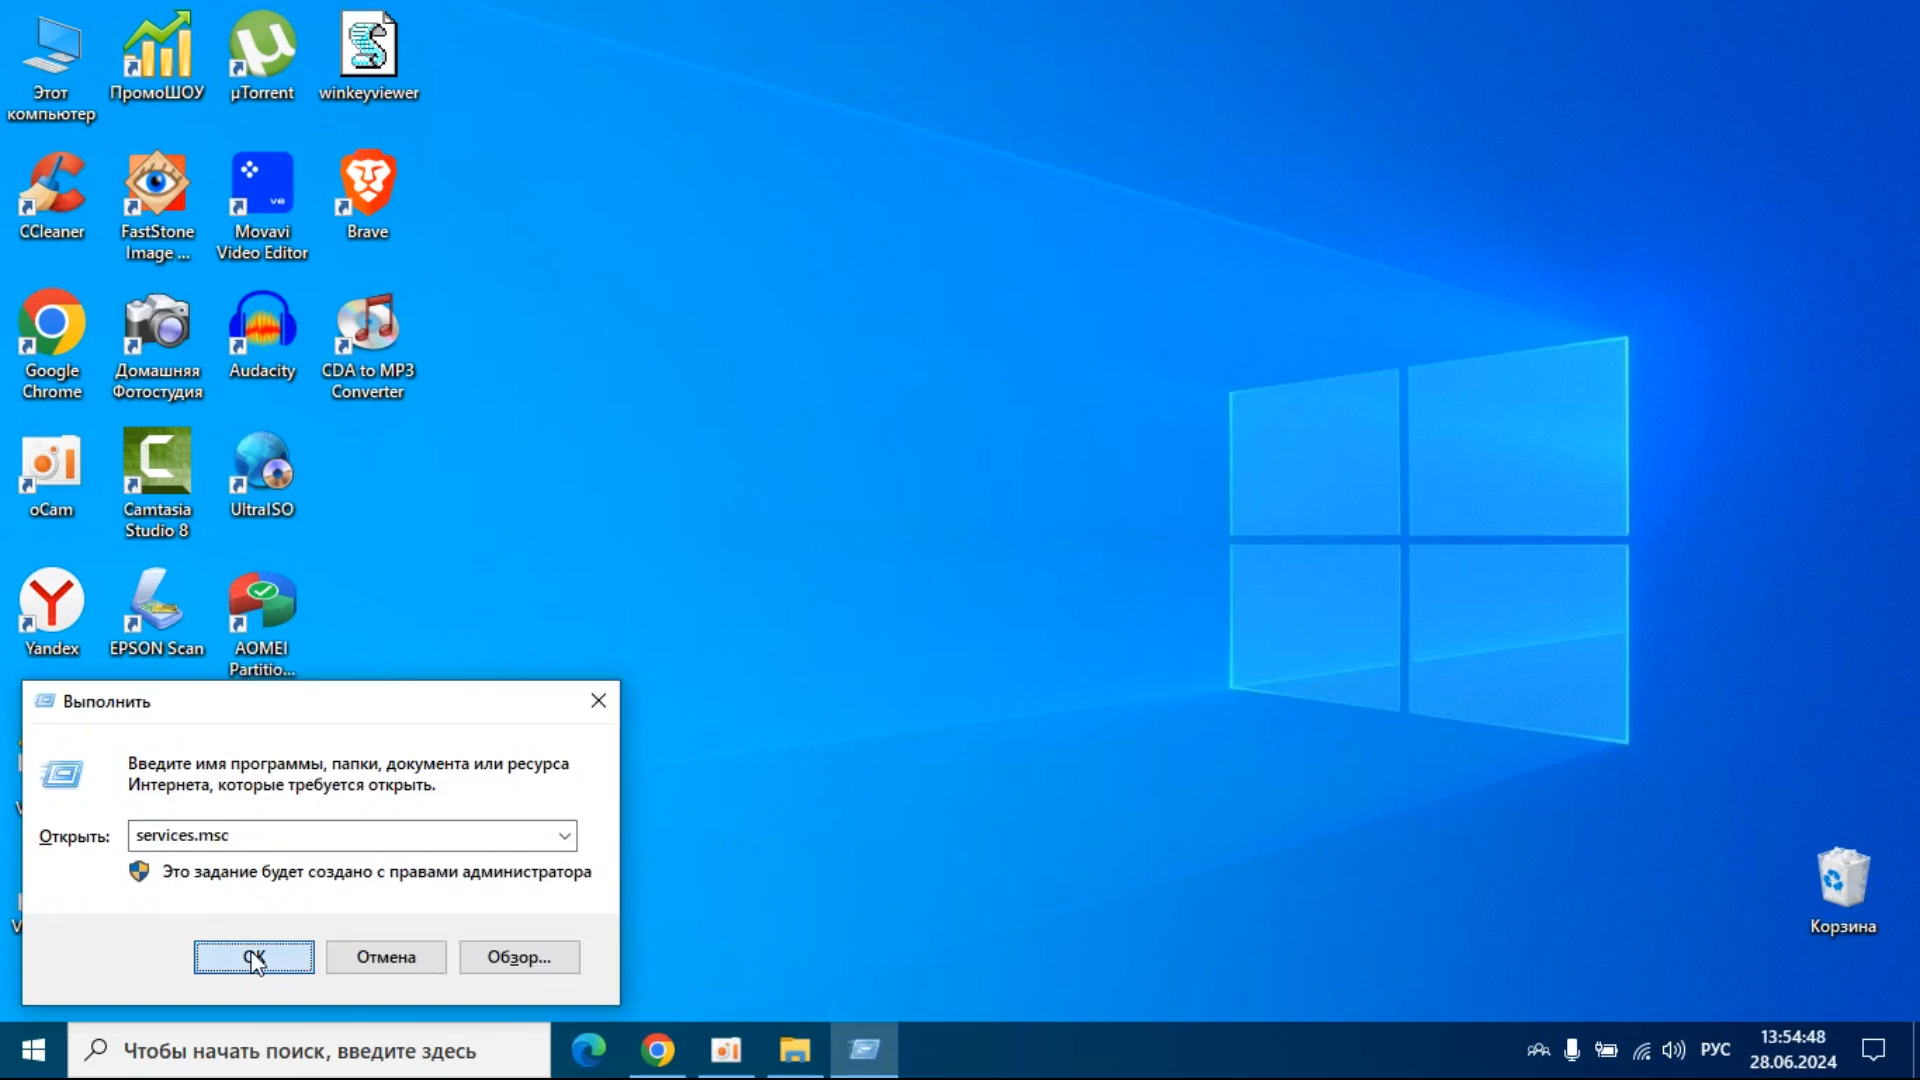 Этот
компьютер
ПромоШОУ
µTorrent
winkeyviewer
CCleaner
FastStone
Image ...
Movavi
Video Editor
Brave
Google
Chrome
Домашняя
Фотостудия
Audacity
CDA to MP3
Converter
oCam
Camtasia
Studio 8
UltraISO
Yandex
EPSON Scan
AOMEI
Partitio...
Выполнить
Введите имя программы, папки, документа или ресурса
Интернета, которые требуется открыть.
Открыть:
services.msc
Это задание будет создано с правами администратора
ОК
Отмена
Обзор...
Корзина
Чтобы начать поиск, введите здесь
РУС
13:54:48
28.06.2024